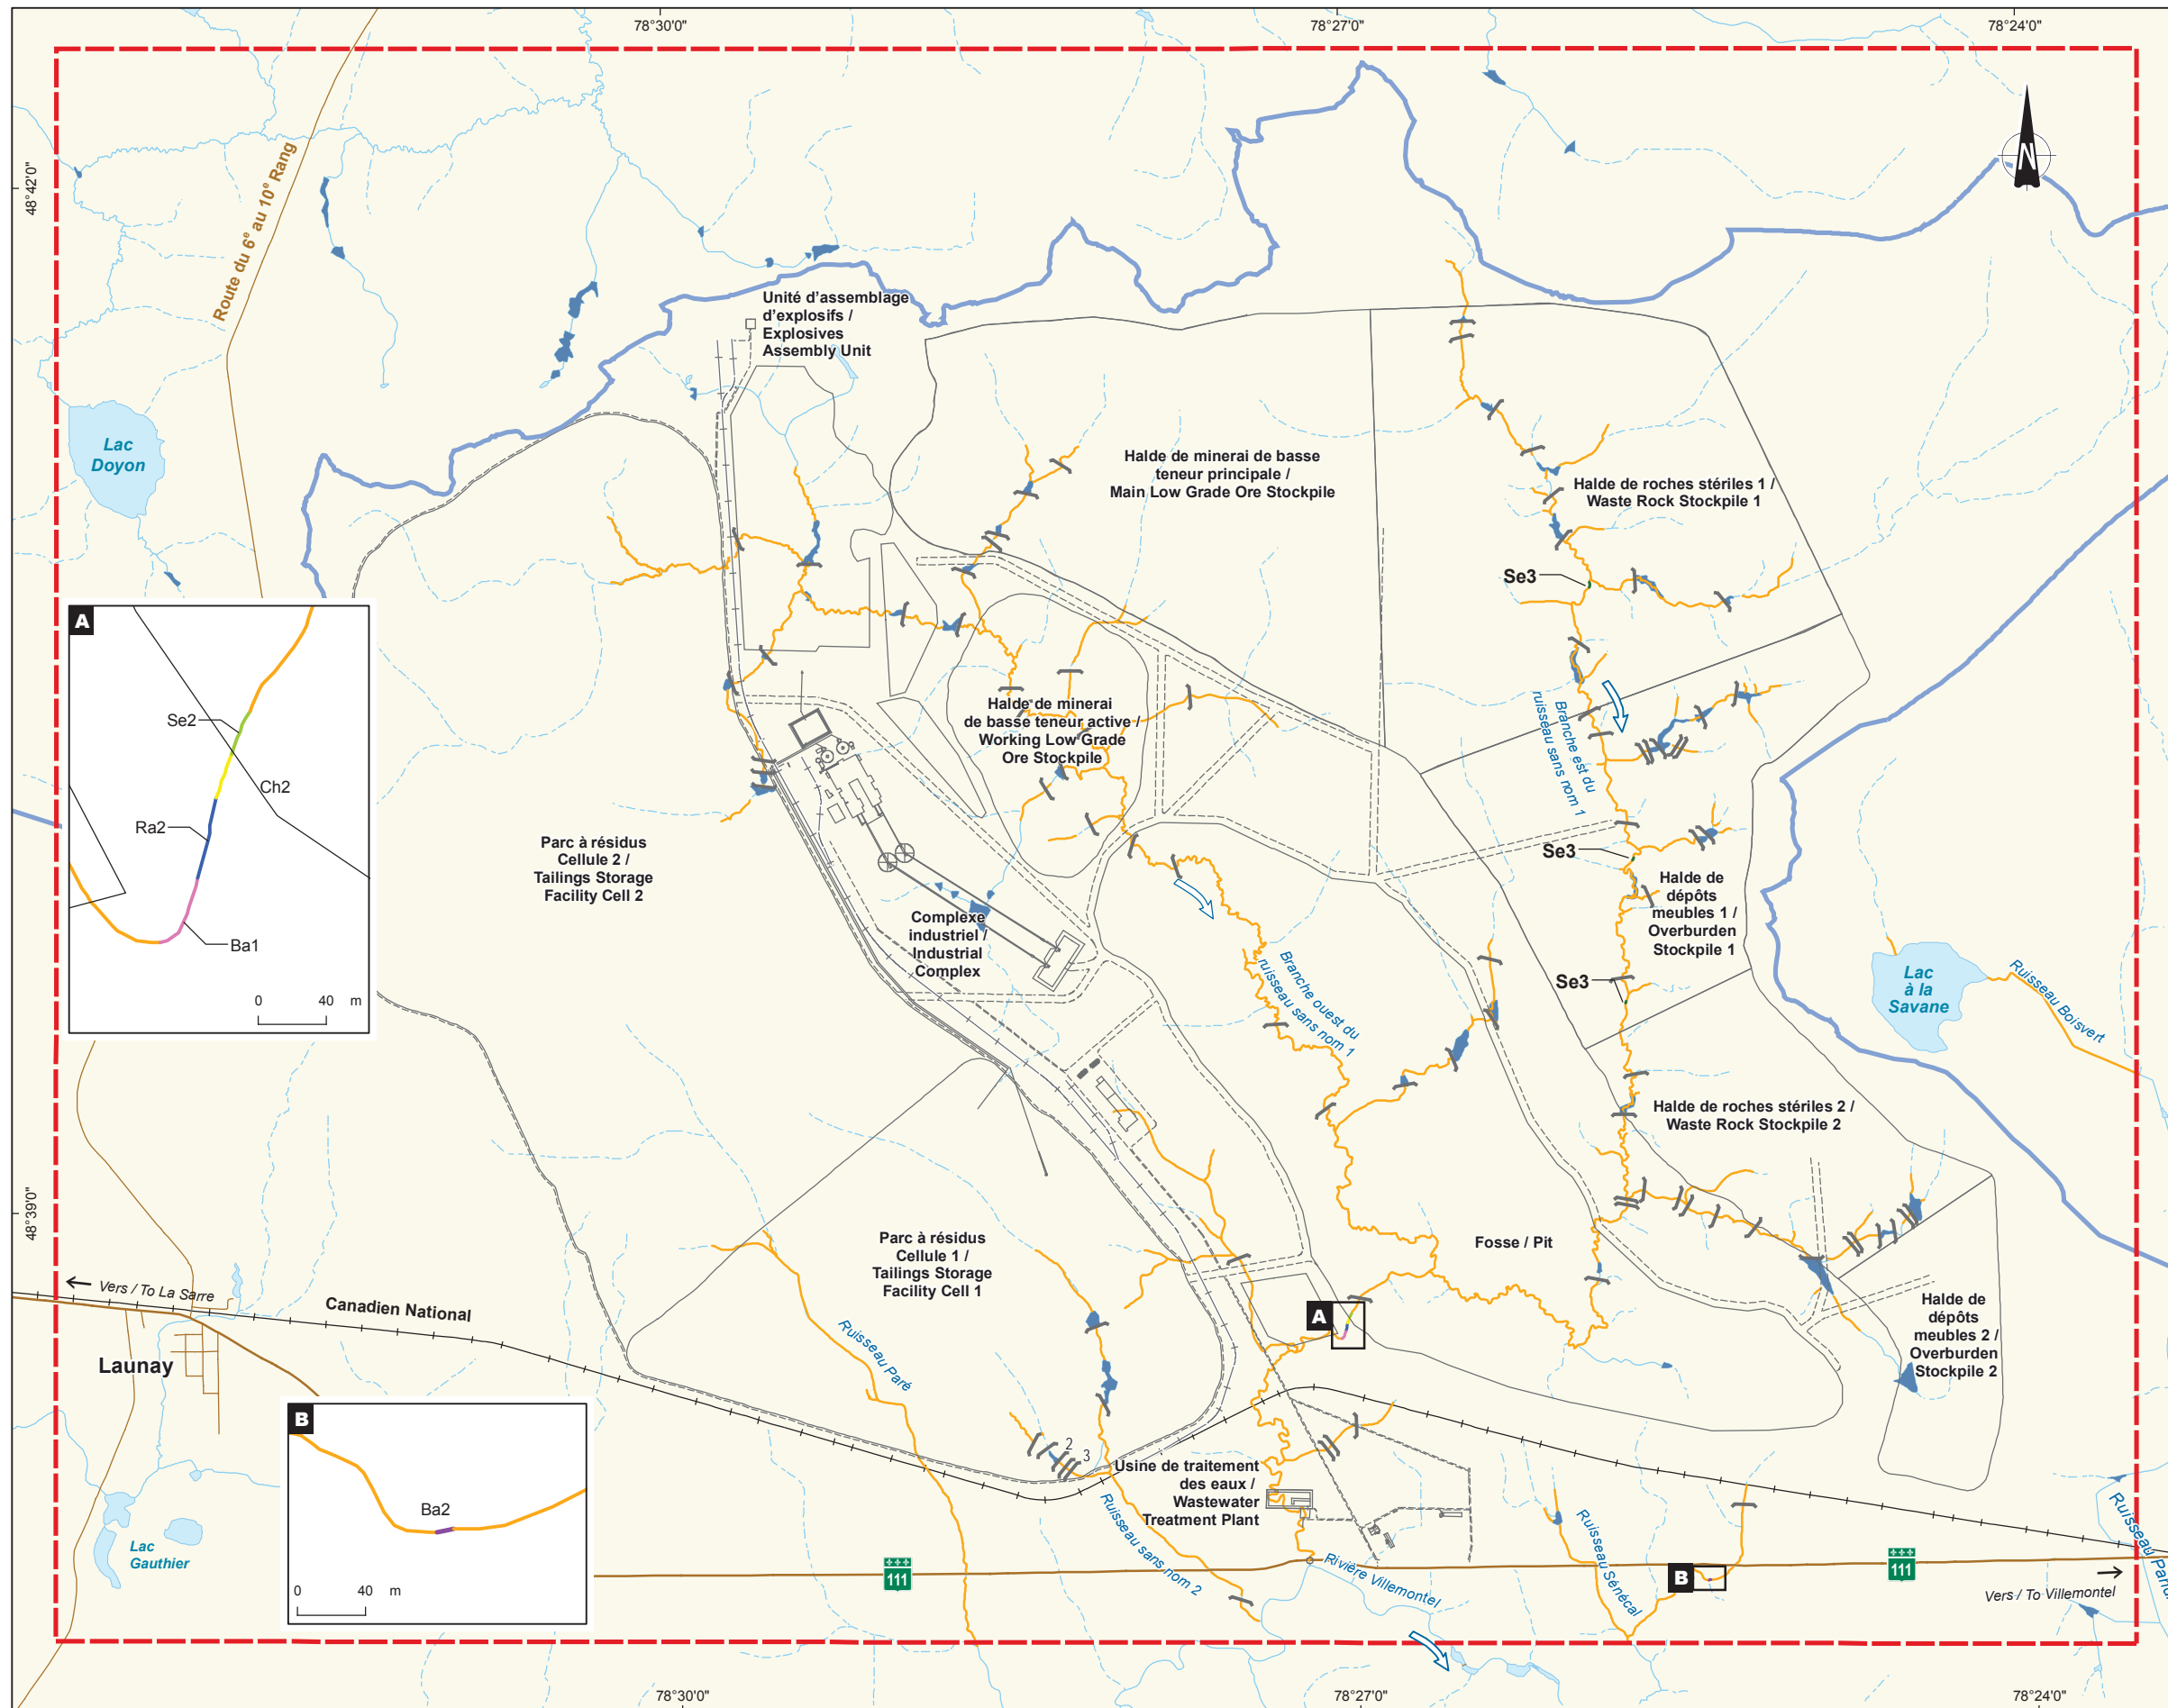 78°30'0"
78°27'0"
78°24'0"
48°42'0"
N
Route du 6e au 10e Rang
Unité d'assemblage
d'explosifs /
Explosives
Assembly Unit
Lac
Doyon
Halde de minerai de basse
teneur principale /
Main Low Grade Ore Stockpile
Halde de roches stériles 1 /
Waste Rock Stockpile 1
Se3
A
Se2
Ch2
Ra2
Ba1
0 40 m
Halde de minerai
de basse teneur active /
Working Low Grade
Ore Stockpile
Branche est du
ruisseau sans nom 1
Parc à résidus
Cellule 2 /
Tailings Storage
Facility Cell 2
Se3
Halde de
dépôts
meubles 1 /
Overburden
Stockpile 1
Complexe
industriel /
Industrial
Complex
Branche ouest du
ruisseau sans nom 1
Se3
Lac
à la
Savane
Ruisseau Boisvert
Halde de roches stériles 2 /
Waste Rock Stockpile 2
48°39'0"
Parc à résidus
Cellule 1 /
Tailings Storage
Facility Cell 1
Fosse / Pit
Vers / To La Sarre
Canadien National
A
Halde de
dépôts
meubles 2 /
Overburden
Stockpile 2
Launay
Ruisseau Paré
B
Ba2
0 40 m
2
3
Usine de traitement
des eaux /
Wastewater
Treatment Plant
Ruisseau sans nom 2
Lac
Gauthier
111
Rivière Villemontel
Ruisseau Sénécal
B
111
Vers / To Villemontel
78°30'0"
78°27'0"
78°24'0"